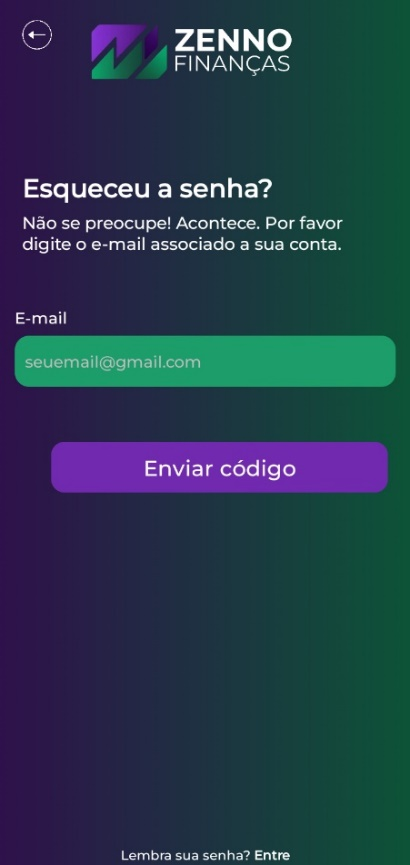 ZENNO
FINANÇAS
Esqueceu a senha?
Não se preocupe! Acontece. Por favor
digite o e-mail associado a sua conta.
E-mail
seuemail@gmail.com
Enviar código
Lembra sua senha? Entre